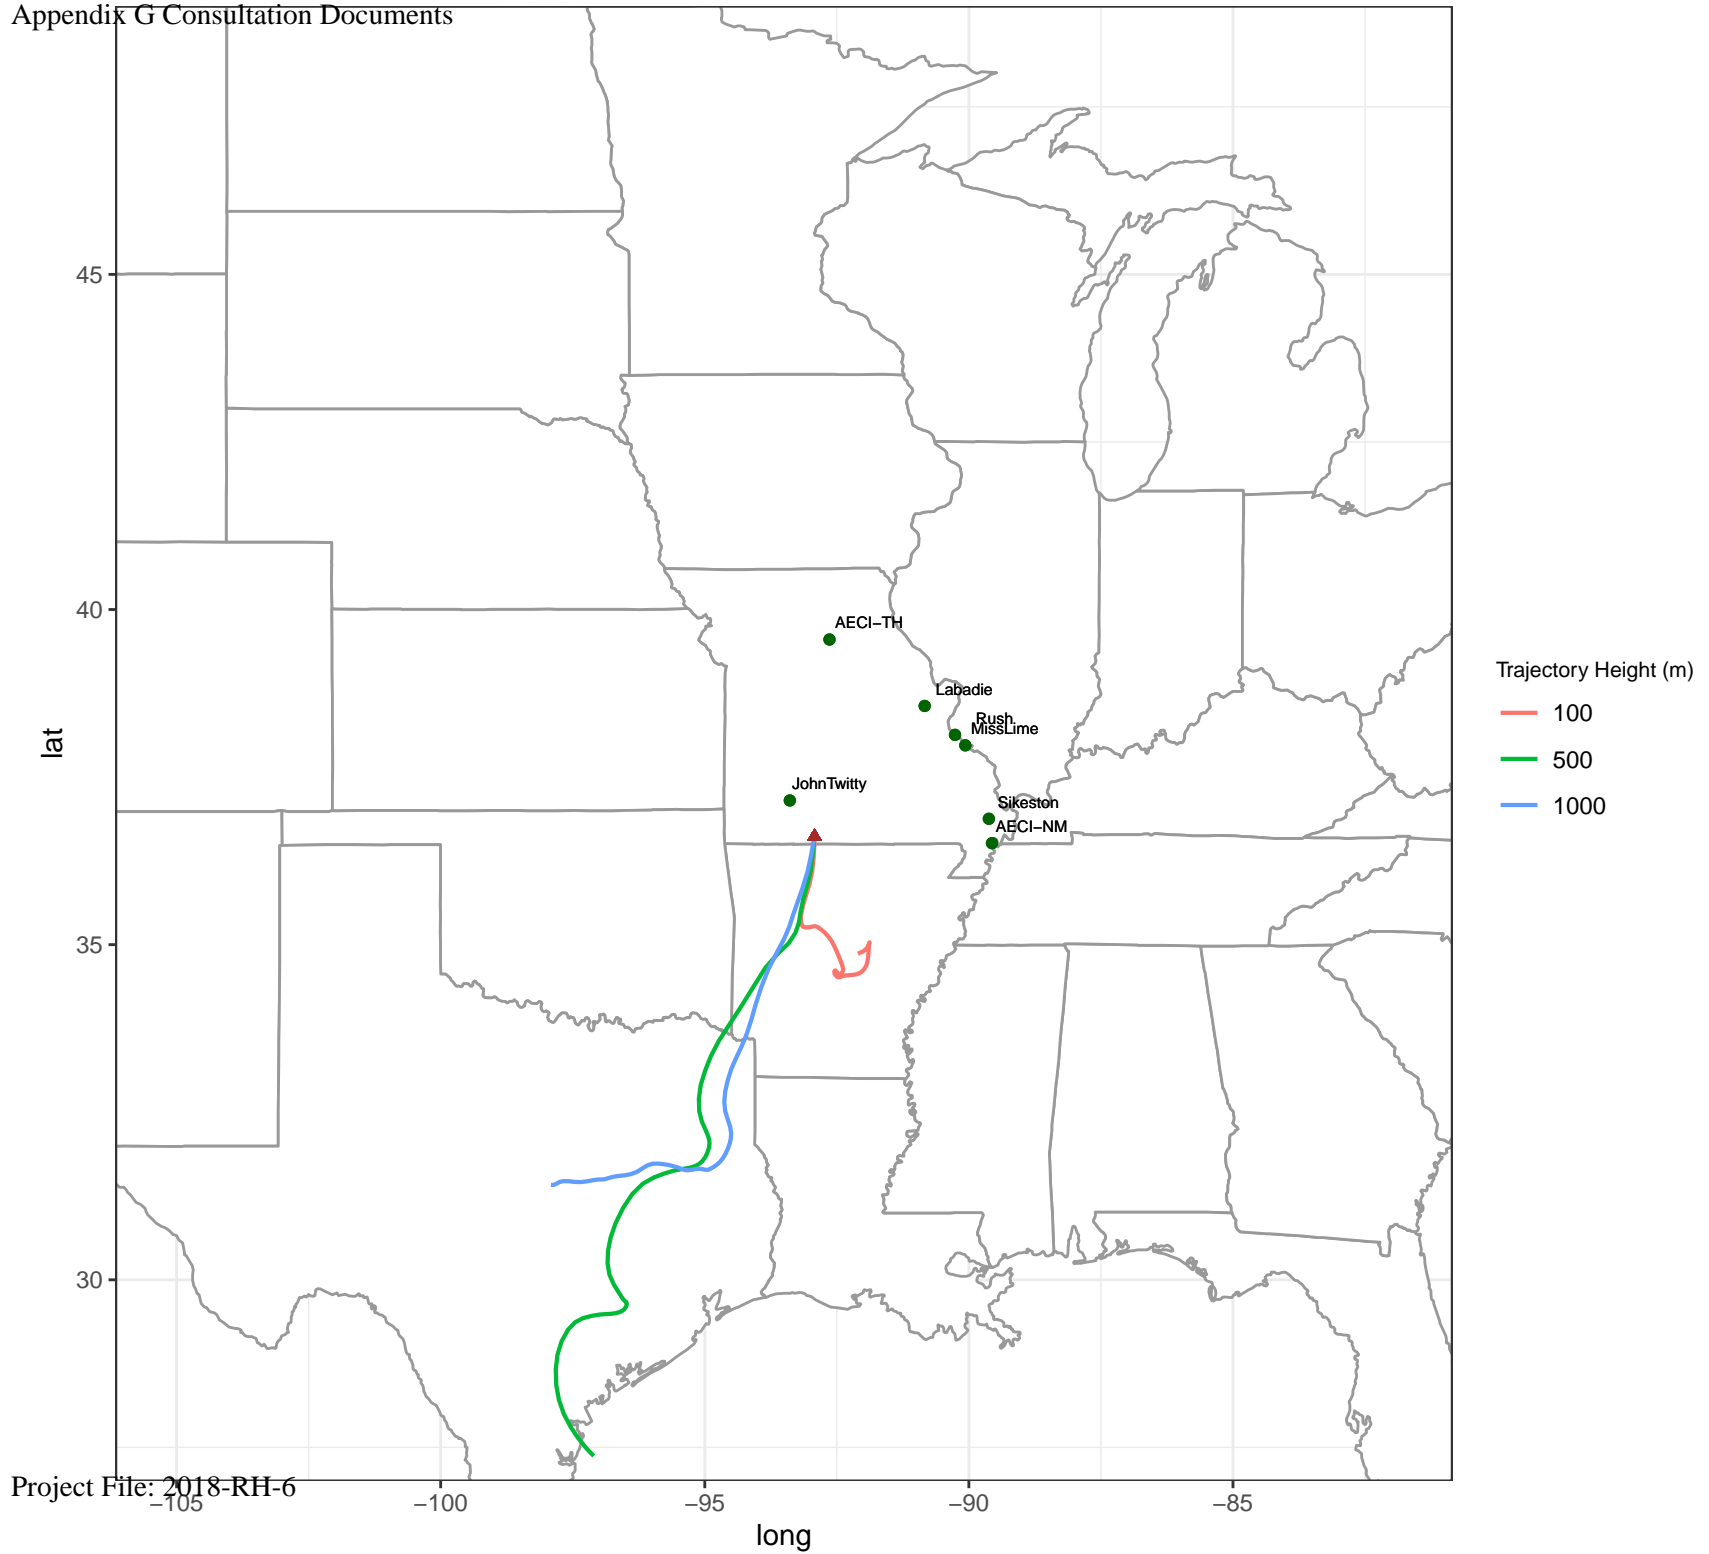 Appendix G Consultation Documents
45
40
35
30
lat
AECI−TH
Labadie
Rush
MissLime
JohnTwitty
Sikeston
AECI−NM
Trajectory Height (m)
100
500
1000
Project File: 2018-RH-6
−105
−100
−95
−90
−85
long